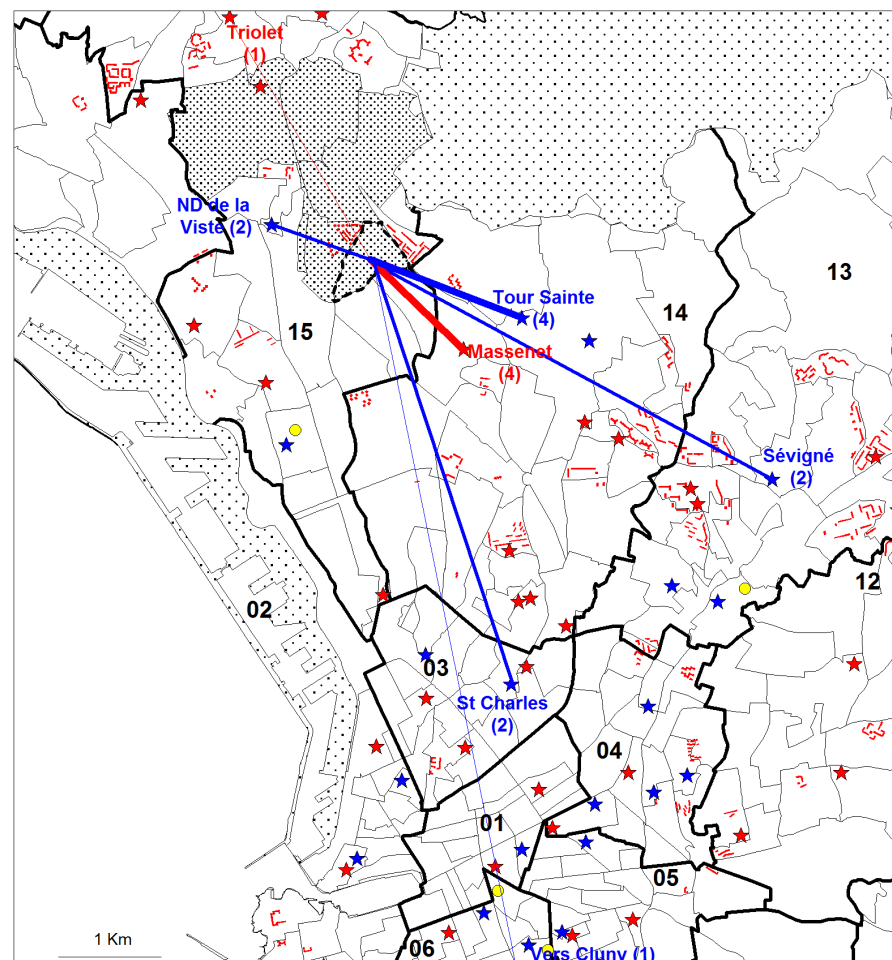 Triolet
(1)
ND de la
Viste (2)
13
Tour Sainte
(4)
14
15
Massenet
(4)
Sévigné
(2)
12
02
03
St Charles
(2)
04
01
05
06
Vers Cluny (1)
1 Km